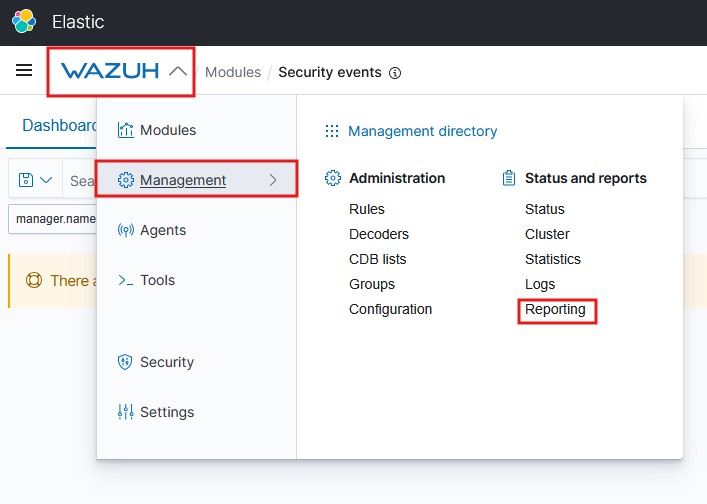 Elastic
WAZUH / Modules / Security events
Dashboard
Modules
Management directory
Management
Administration
Status and reports
Sea
Rules
Status
manager.name
Agents
Decoders
Cluster
CDB lists
Statistics
There a
Tools
Groups
Logs
Configuration
Reporting
Security
Settings